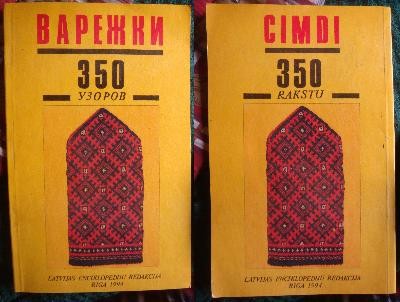 ВАРЕЖКИ
350
УЗОРОВ
LATVIJAS ENCIKLOPĒDIJU REDAKCIJA
RIGA 1994
CIMDI
350
RAKSTU
LATVIJAS ENCIKLOPĒDIJU REDAKCIJA
RIGA 1994